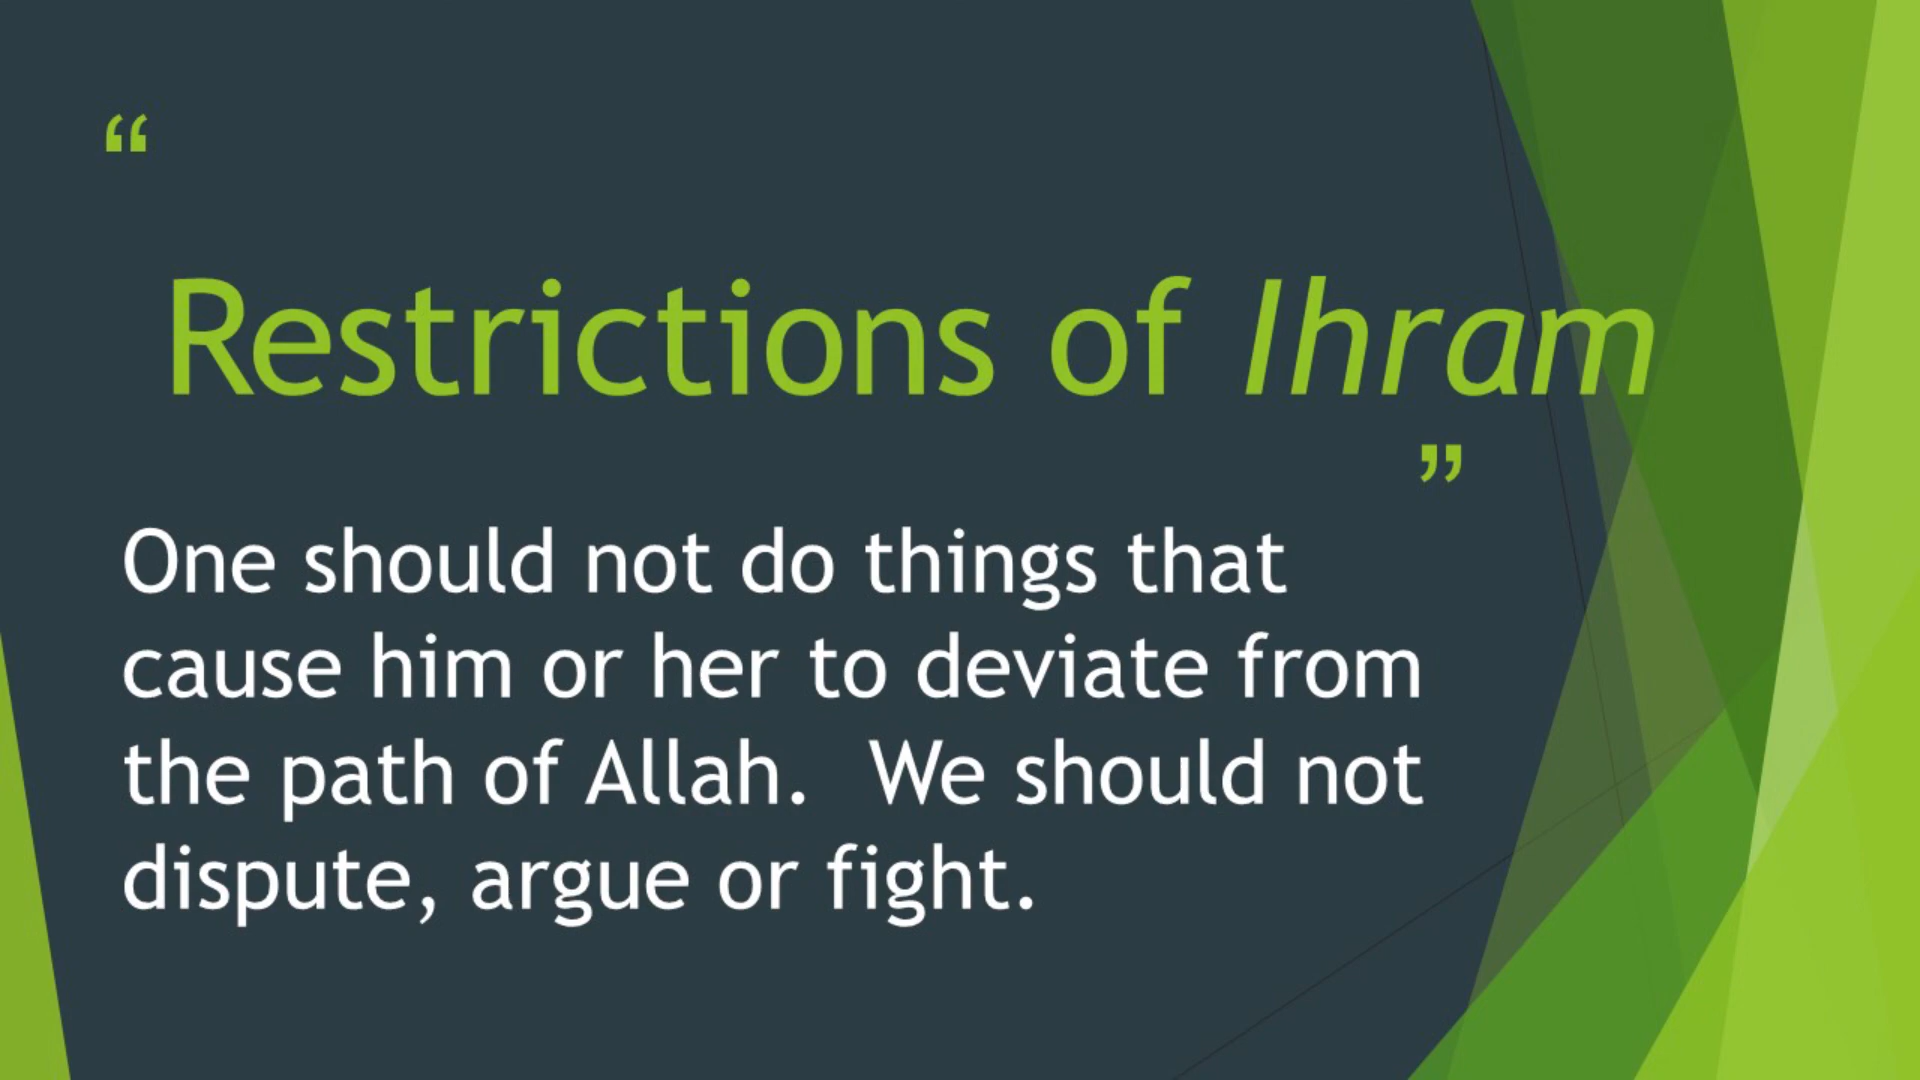 “
Restrictions of Ihram
”
One should not do things that
cause him or her to deviate from
the path of Allah.  We should not
dispute, argue or fight.